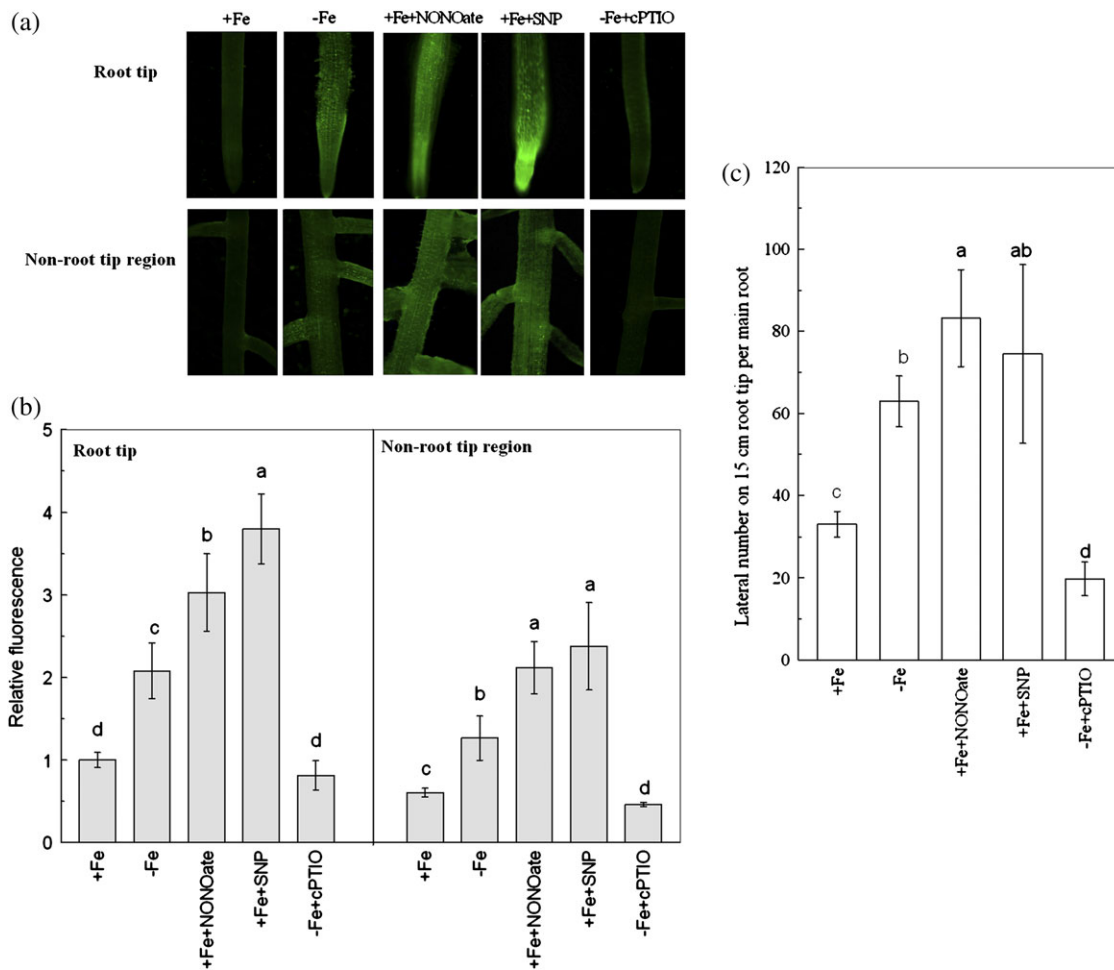 (a)
+Fe -Fe +Fe+NONOate +Fe+SNP -Fe+cPTIO
Root tip
Non-root tip region
(b)
Root tip Non-root tip region
Relative fluorescence
5
4
3
2
1
0
d c b a d
c b a a d
+Fe -Fe +Fe+NONOate +Fe+SNP -Fe+cPTIO
+Fe -Fe +Fe+NONOate +Fe+SNP -Fe+cPTIO
(c)
Lateral number on 15 cm root tip per main root
120
100
80
60
40
20
0
c b a ab d
+Fe -Fe +Fe+NONOate +Fe+SNP -Fe+cPTIO